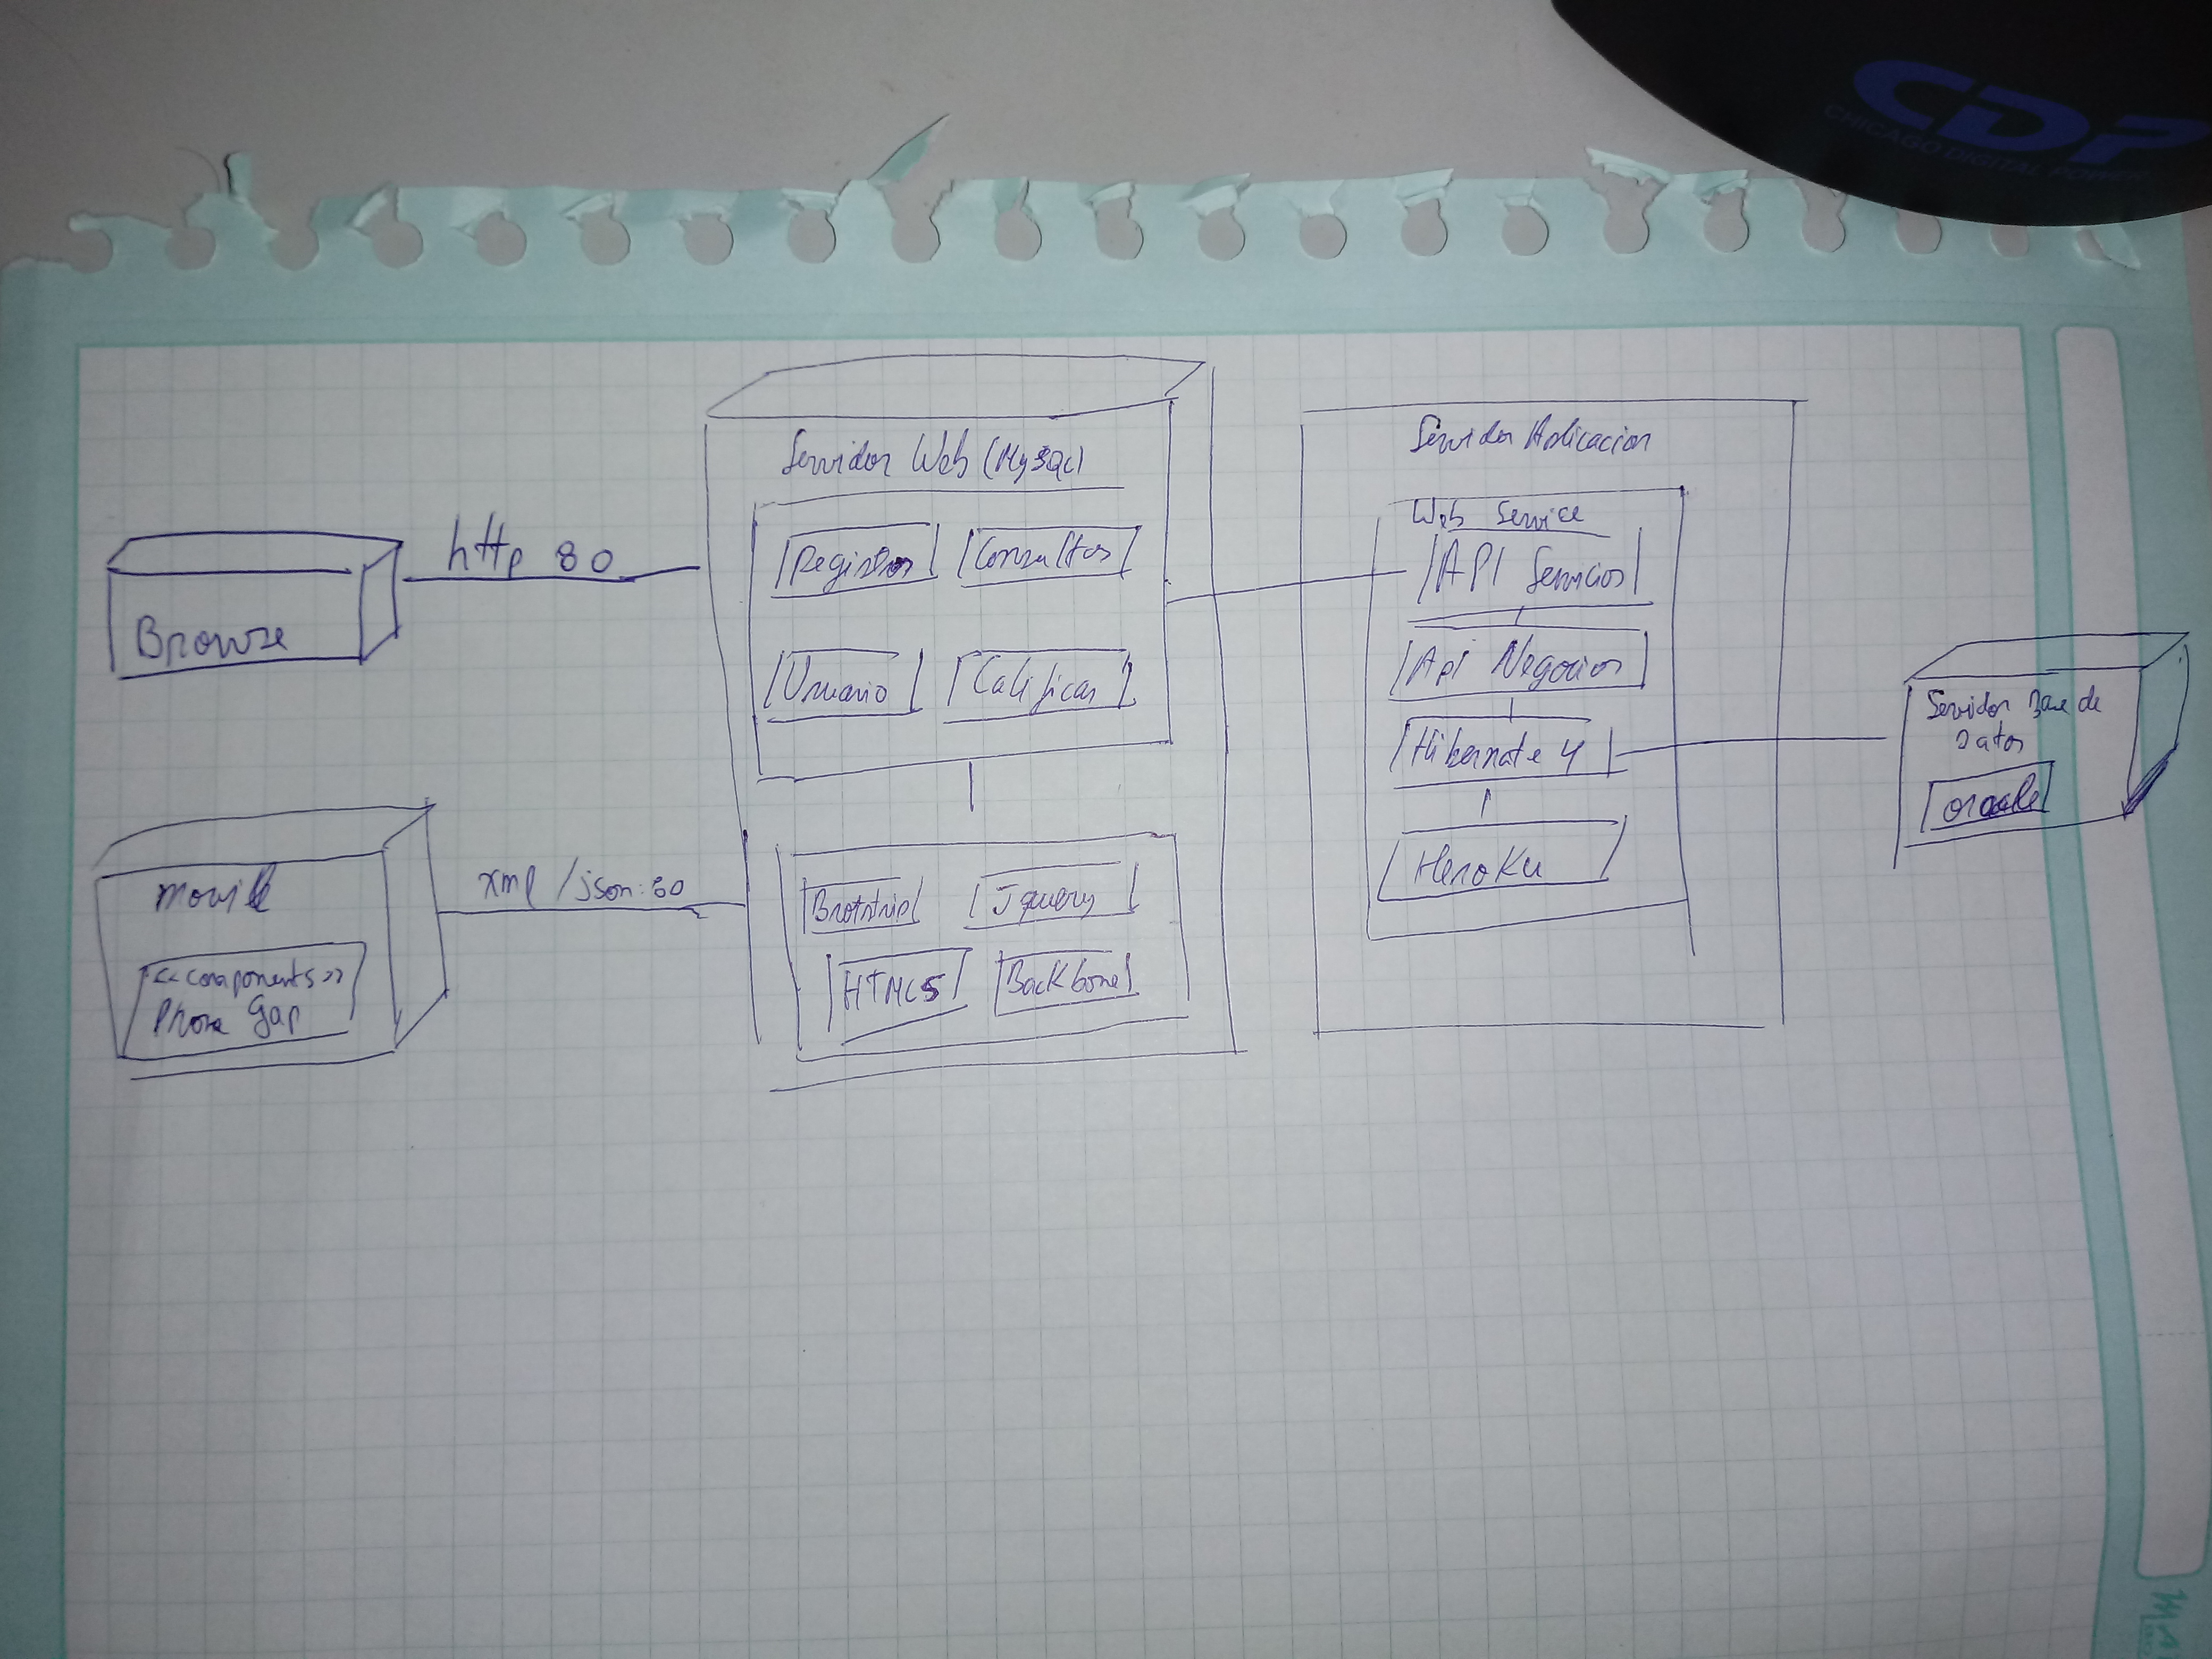 CDP
CHICAGO DIGITAL POWER
Servidor Web (MySQL)
Registros
Consultas
Usuario
Calificar
Bootstrap
Jquery
HTML5
Backbone
http 80
Browse
movile
<<components>>
Phone Gap
xml/json:80
Servidor Aplicacion
Web Service
API Servicios
Api Negocios
Hibernate 4
Heroku
Servidor Base de
Datos
oracle